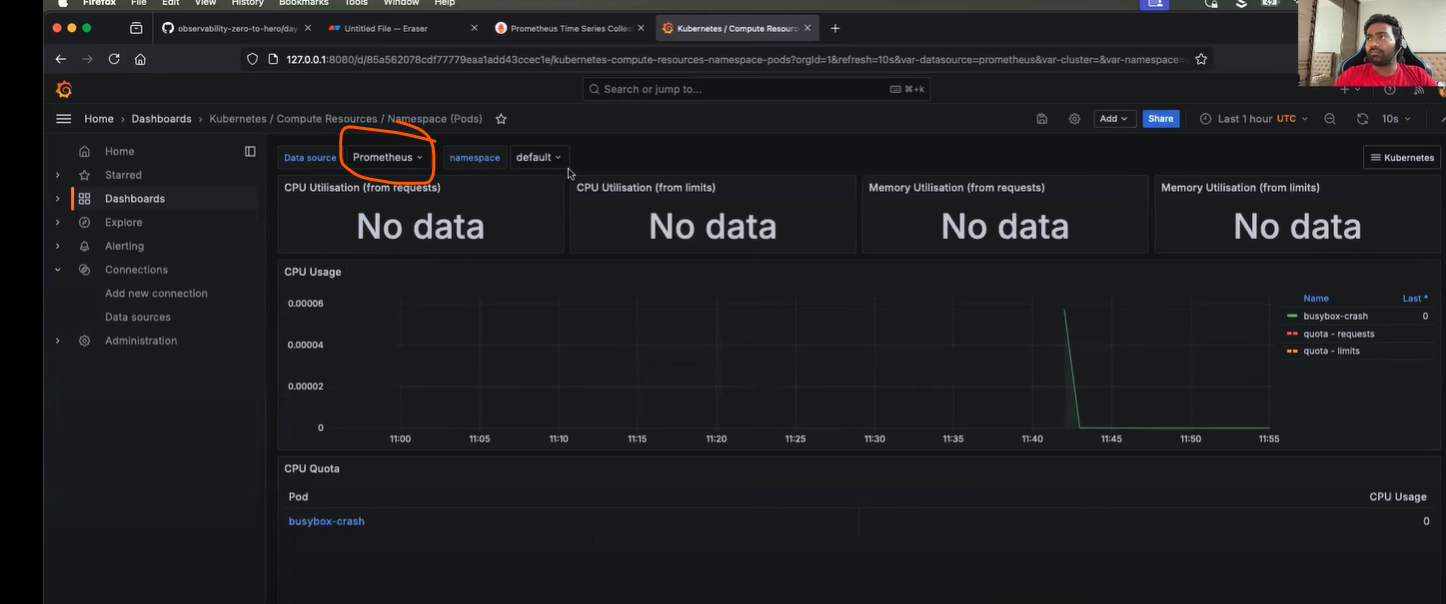 Firefox File Edit View History Bookmarks Tools Window Help
observability-zero-to-hero/day
Untitled File — Eraser
Prometheus Time Series Collec
Kubernetes / Compute Resourc
127.0.0.1:8080/d/85a562078cdf77779eaa1add43ccec1e/kubernetes-compute-resources-namespace-pods?orgId=1&refresh=10s&var-datasource=prometheus&var-cluster=&var-namespace=
Search or jump to...
⌘+k
Home > Dashboards > Kubernetes / Compute Resources / Namespace (Pods)
Add
Share
Last 1 hour UTC
10s
Home
Starred
Dashboards
Explore
Alerting
Connections
Add new connection
Data sources
Administration
Data source Prometheus namespace default
Kubernetes
CPU Utilisation (from requests)
No data
CPU Utilisation (from limits)
No data
Memory Utilisation (from requests)
No data
Memory Utilisation (from limits)
No data
CPU Usage
0.00006
0.00004
0.00002
0
11:00 11:05 11:10 11:15 11:20 11:25 11:30 11:35 11:40 11:45 11:50 11:55
Name Last *
busybox-crash 0
quota - requests
quota - limits
CPU Quota
Pod CPU Usage
busybox-crash 0